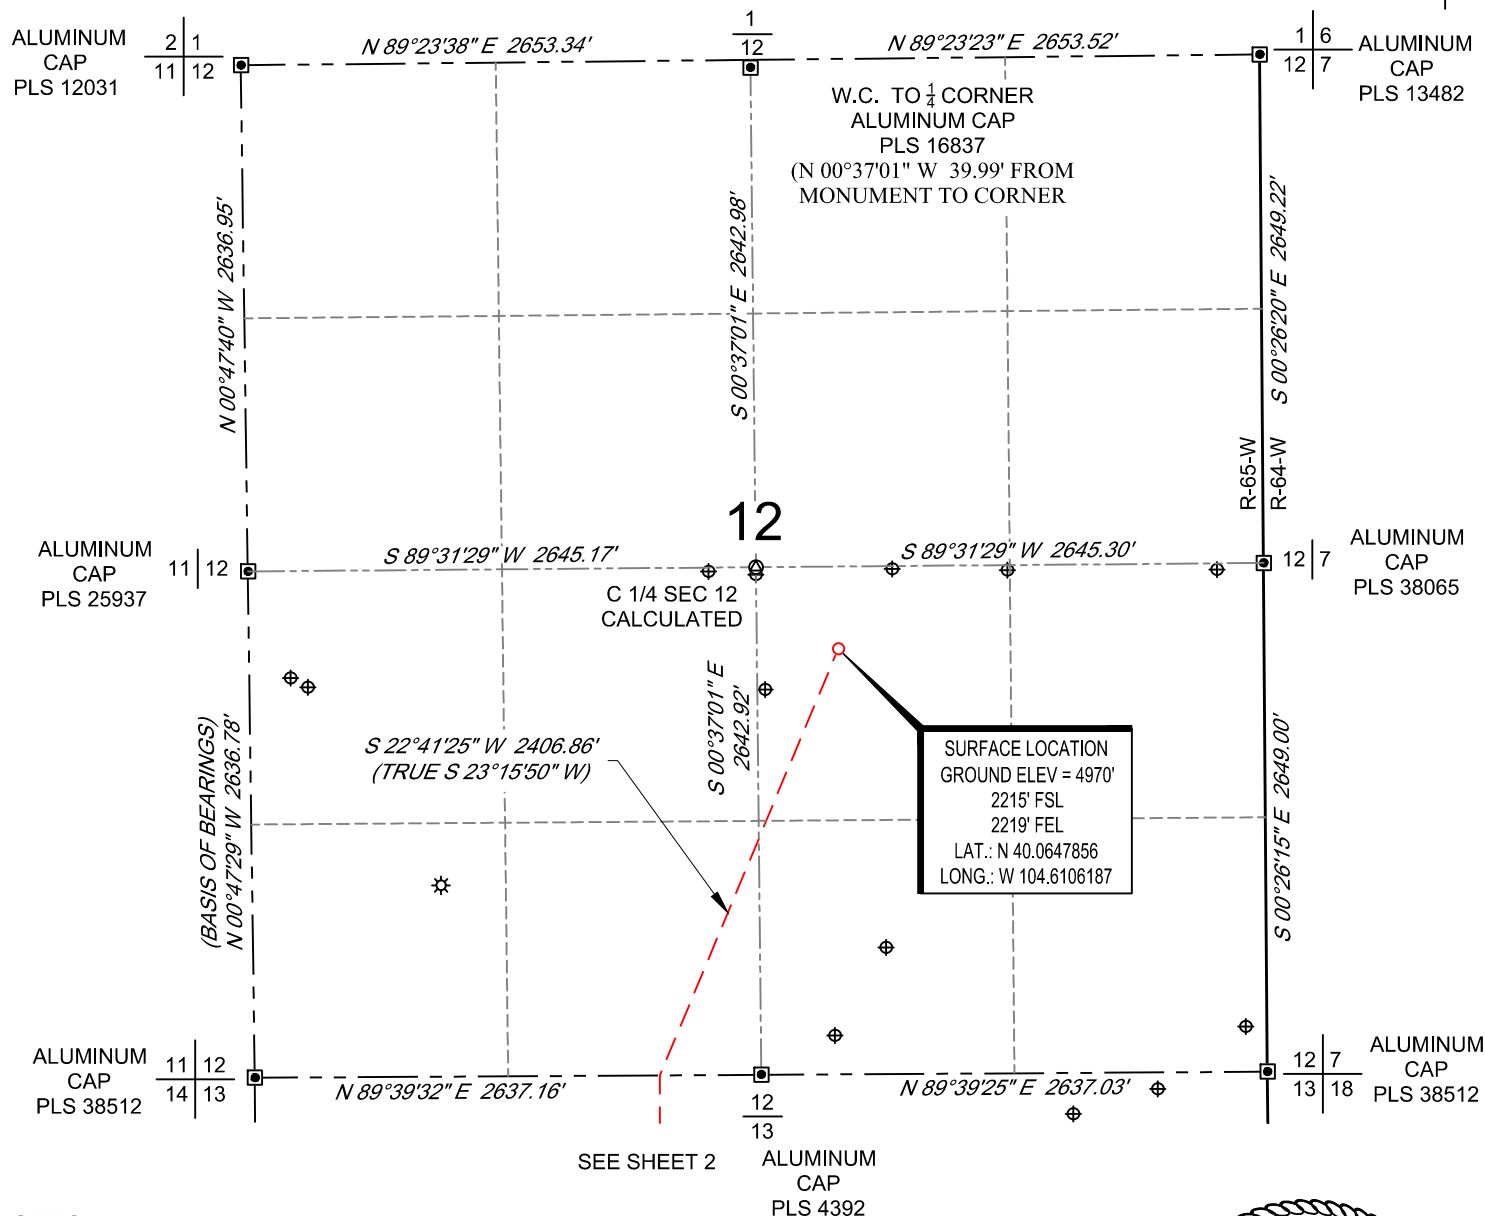 ALUMINUM
CAP
PLS 12031
2 1
11 12
N 89°23'38" E 2653.34'
1
12
N 89°23'23" E 2653.52'
1 6
12 7
ALUMINUM
CAP
PLS 13482
W.C. TO 1/4 CORNER
ALUMINUM CAP
PLS 16837
(N 00°37'01" W 39.99' FROM
MONUMENT TO CORNER
N 00°47'40" W 2636.95'
S 00°37'01" E 2642.98'
S 00°26'20" E 2649.22'
R-65-W
R-64-W
12
ALUMINUM
CAP
PLS 25937
11 12
S 89°31'29" W 2645.17'
S 89°31'29" W 2645.30'
12 7
ALUMINUM
CAP
PLS 38065
C 1/4 SEC 12
CALCULATED
S 00°37'01" E
2642.92'
S 22°41'25" W 2406.86'
(TRUE S 23°15'50" W)
SURFACE LOCATION
GROUND ELEV = 4970'
2215' FSL
2219' FEL
LAT.: N 40.0647856
LONG.: W 104.6106187
(BASIS OF BEARINGS)
N 00°47'29" W 2636.78'
S 00°26'15" E 2649.00'
ALUMINUM
CAP
PLS 38512
11 12
14 13
N 89°39'32" E 2637.16'
N 89°39'25" E 2637.03'
12 7
13 18
ALUMINUM
CAP
PLS 38512
12
13
SEE SHEET 2
ALUMINUM
CAP
PLS 4392